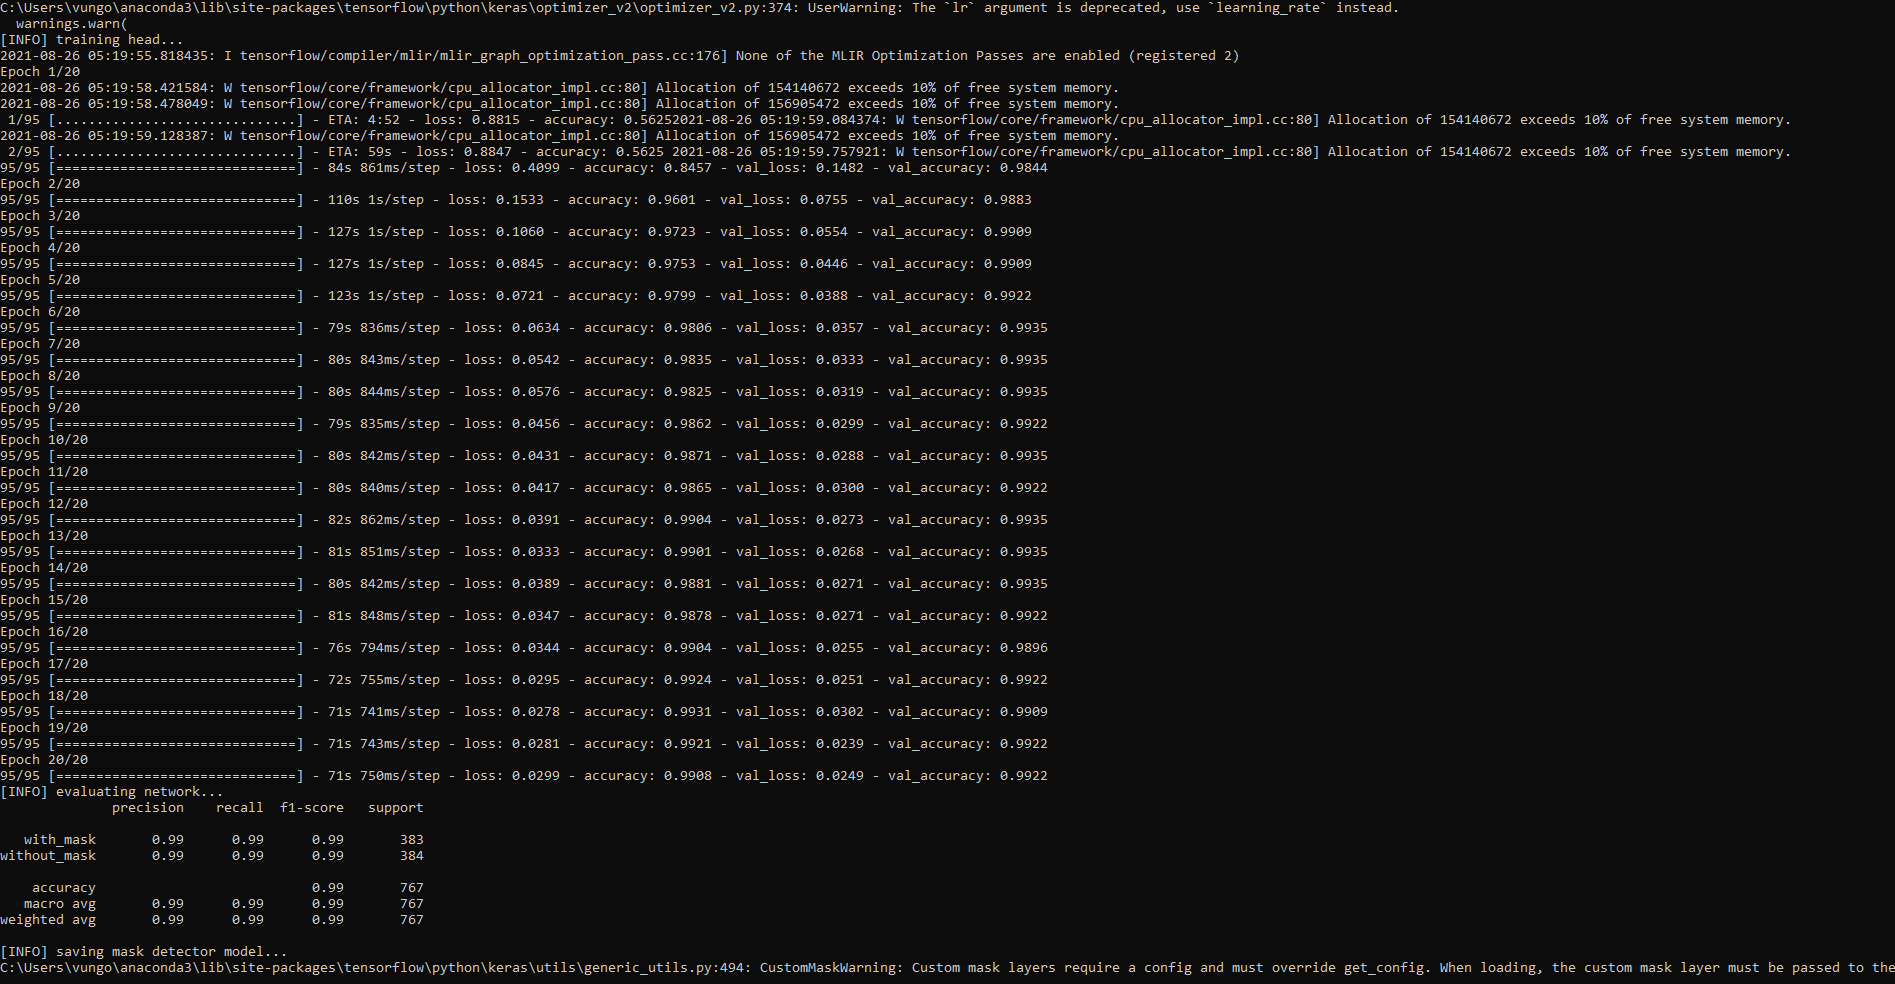 C:\Users\vungo\anaconda3\lib\site-packages\tensorflow\python\keras\optimizer_v2\optimizer_v2.py:374: UserWarning: The `lr` argument is deprecated, use `learning_rate` instead.
  warnings.warn(
[INFO] training head...
2021-08-26 05:19:55.818435: I tensorflow/compiler/mlir/mlir_graph_optimization_pass.cc:176] None of the MLIR Optimization Passes are enabled (registered 2)
Epoch 1/20
2021-08-26 05:19:58.421584: W tensorflow/core/framework/cpu_allocator_impl.cc:80] Allocation of 154140672 exceeds 10% of free system memory.
2021-08-26 05:19:58.478049: W tensorflow/core/framework/cpu_allocator_impl.cc:80] Allocation of 156905472 exceeds 10% of free system memory.
 1/95 [..............................] - ETA: 4:52 - loss: 0.8815 - accuracy: 0.56252021-08-26 05:19:59.084374: W tensorflow/core/framework/cpu_allocator_impl.cc:80] Allocation of 154140672 exceeds 10% of free system memory.
2021-08-26 05:19:59.128387: W tensorflow/core/framework/cpu_allocator_impl.cc:80] Allocation of 156905472 exceeds 10% of free system memory.
 2/95 [..............................] - ETA: 59s - loss: 0.8847 - accuracy: 0.5625 2021-08-26 05:19:59.757921: W tensorflow/core/framework/cpu_allocator_impl.cc:80] Allocation of 154140672 exceeds 10% of free system memory.
95/95 [==============================] - 84s 861ms/step - loss: 0.4099 - accuracy: 0.8457 - val_loss: 0.1482 - val_accuracy: 0.9844
Epoch 2/20
95/95 [==============================] - 110s 1s/step - loss: 0.1533 - accuracy: 0.9601 - val_loss: 0.0755 - val_accuracy: 0.9883
Epoch 3/20
95/95 [==============================] - 127s 1s/step - loss: 0.1060 - accuracy: 0.9723 - val_loss: 0.0554 - val_accuracy: 0.9909
Epoch 4/20
95/95 [==============================] - 127s 1s/step - loss: 0.0845 - accuracy: 0.9753 - val_loss: 0.0446 - val_accuracy: 0.9909
Epoch 5/20
95/95 [==============================] - 123s 1s/step - loss: 0.0721 - accuracy: 0.9799 - val_loss: 0.0388 - val_accuracy: 0.9922
Epoch 6/20
95/95 [==============================] - 79s 836ms/step - loss: 0.0634 - accuracy: 0.9806 - val_loss: 0.0357 - val_accuracy: 0.9935
Epoch 7/20
95/95 [==============================] - 80s 843ms/step - loss: 0.0542 - accuracy: 0.9835 - val_loss: 0.0333 - val_accuracy: 0.9935
Epoch 8/20
95/95 [==============================] - 80s 844ms/step - loss: 0.0576 - accuracy: 0.9825 - val_loss: 0.0319 - val_accuracy: 0.9935
Epoch 9/20
95/95 [==============================] - 79s 835ms/step - loss: 0.0456 - accuracy: 0.9862 - val_loss: 0.0299 - val_accuracy: 0.9922
Epoch 10/20
95/95 [==============================] - 80s 842ms/step - loss: 0.0431 - accuracy: 0.9871 - val_loss: 0.0288 - val_accuracy: 0.9935
Epoch 11/20
95/95 [==============================] - 80s 840ms/step - loss: 0.0417 - accuracy: 0.9865 - val_loss: 0.0300 - val_accuracy: 0.9922
Epoch 12/20
95/95 [==============================] - 82s 862ms/step - loss: 0.0391 - accuracy: 0.9904 - val_loss: 0.0273 - val_accuracy: 0.9935
Epoch 13/20
95/95 [==============================] - 81s 851ms/step - loss: 0.0333 - accuracy: 0.9901 - val_loss: 0.0268 - val_accuracy: 0.9935
Epoch 14/20
95/95 [==============================] - 80s 842ms/step - loss: 0.0389 - accuracy: 0.9881 - val_loss: 0.0271 - val_accuracy: 0.9935
Epoch 15/20
95/95 [==============================] - 81s 848ms/step - loss: 0.0347 - accuracy: 0.9878 - val_loss: 0.0271 - val_accuracy: 0.9922
Epoch 16/20
95/95 [==============================] - 76s 794ms/step - loss: 0.0344 - accuracy: 0.9904 - val_loss: 0.0255 - val_accuracy: 0.9896
Epoch 17/20
95/95 [==============================] - 72s 755ms/step - loss: 0.0295 - accuracy: 0.9924 - val_loss: 0.0251 - val_accuracy: 0.9922
Epoch 18/20
95/95 [==============================] - 71s 741ms/step - loss: 0.0278 - accuracy: 0.9931 - val_loss: 0.0302 - val_accuracy: 0.9909
Epoch 19/20
95/95 [==============================] - 71s 743ms/step - loss: 0.0281 - accuracy: 0.9921 - val_loss: 0.0239 - val_accuracy: 0.9922
Epoch 20/20
95/95 [==============================] - 71s 750ms/step - loss: 0.0299 - accuracy: 0.9908 - val_loss: 0.0249 - val_accuracy: 0.9922
[INFO] evaluating network...
              precision    recall  f1-score   support

   with_mask       0.99      0.99      0.99       383
without_mask       0.99      0.99      0.99       384

    accuracy                           0.99       767
   macro avg       0.99      0.99      0.99       767
weighted avg       0.99      0.99      0.99       767

[INFO] saving mask detector model...
C:\Users\vungo\anaconda3\lib\site-packages\tensorflow\python\keras\utils\generic_utils.py:494: CustomMaskWarning: Custom mask layers require a config and must override get_config. When loading, the custom mask layer must be passed to the